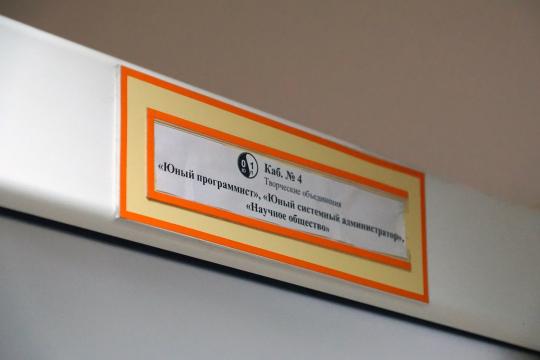 Каб. № 4
Творческие объединения
«Юный программист», «Юный системный администратор»,
«Научное общество»